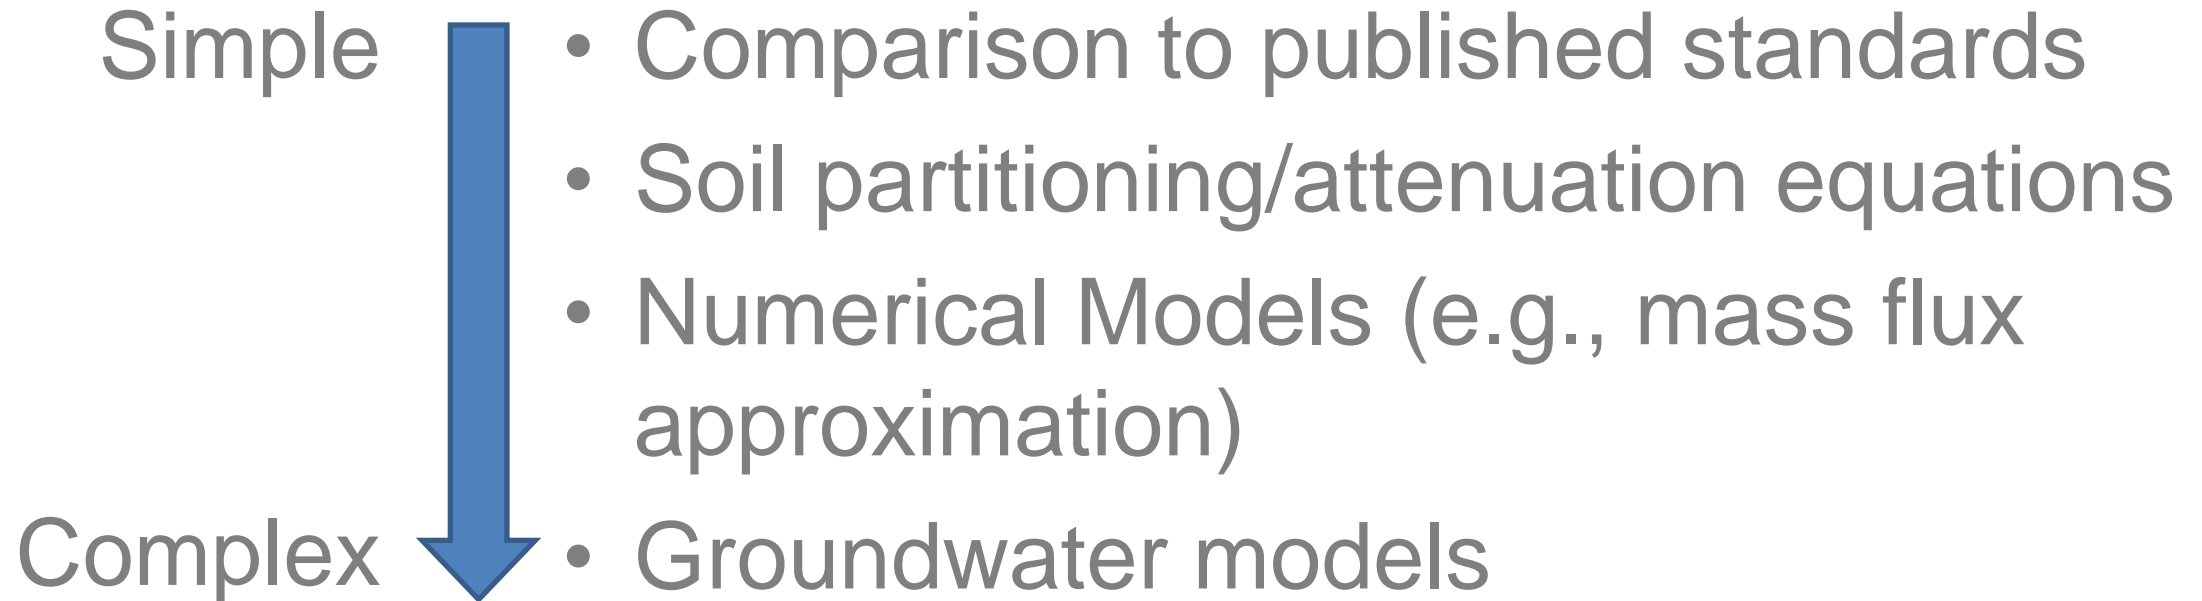 Simple • Comparison to published standards
• Soil partitioning/attenuation equations
• Numerical Models (e.g., mass flux
approximation)
Complex • Groundwater models